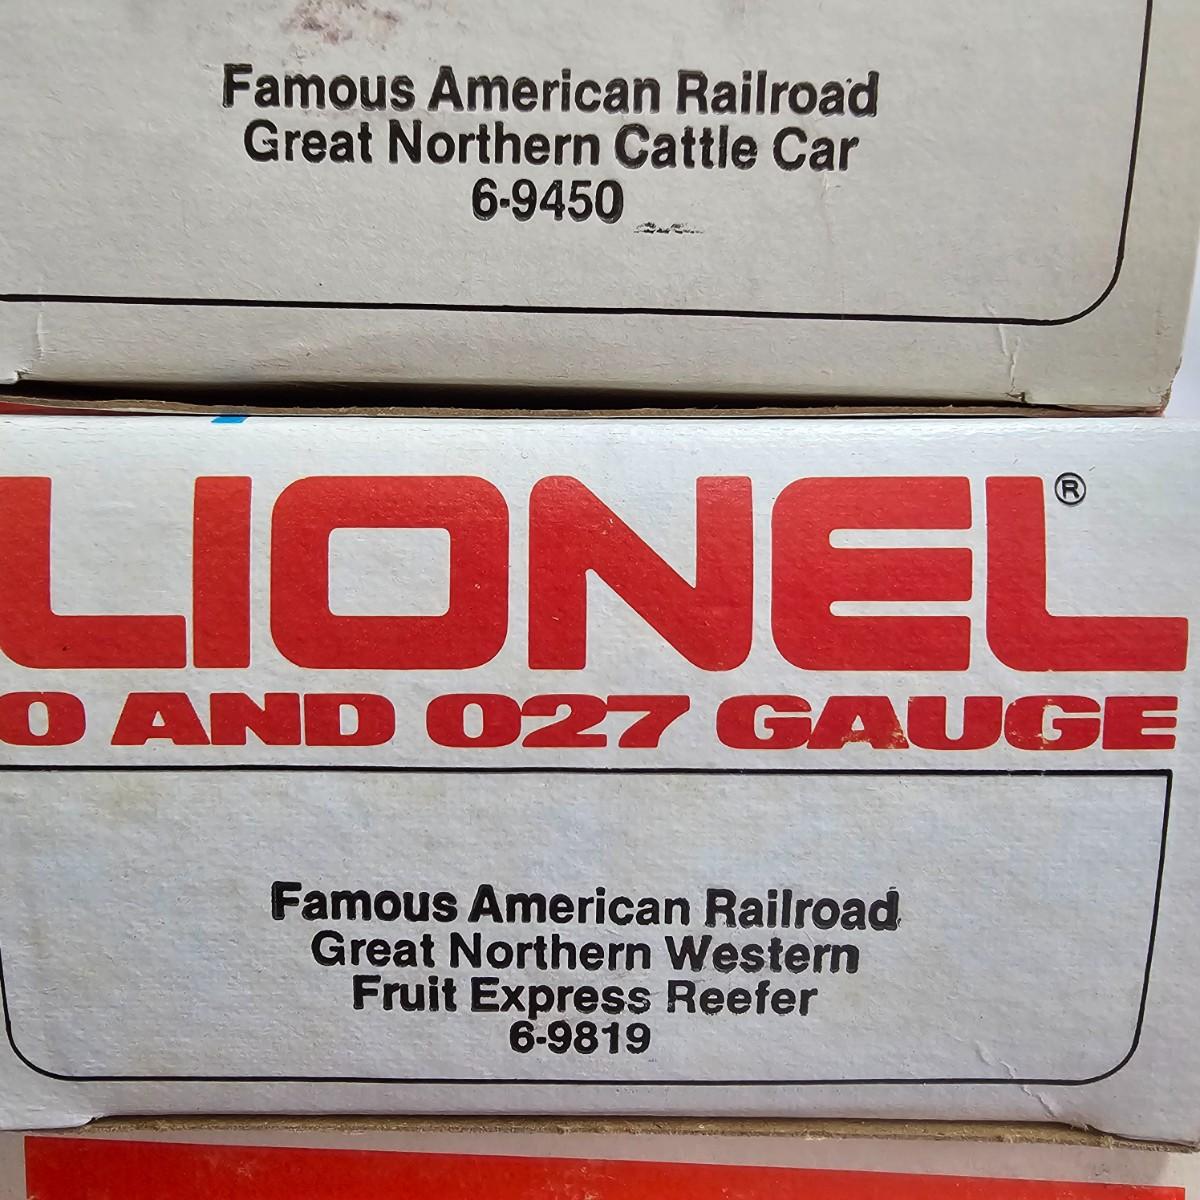 Famous American Railroad
Great Northern Cattle Car
6-9450
LIONEL®
O AND O27 GAUGE
Famous American Railroad
Great Northern Western
Fruit Express Reefer
6-9819